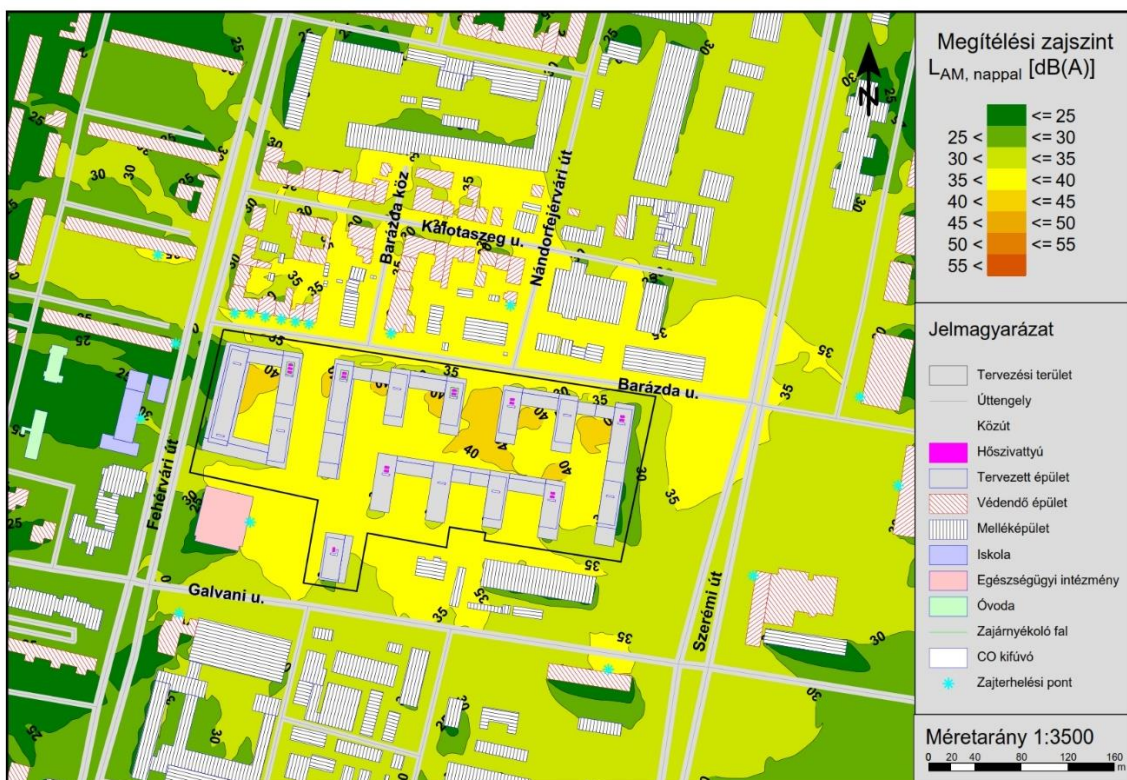 Megítélési zajszint
L AM, nappal [dB(A)]
<= 25
25 < <= 30
30 < <= 35
35 < <= 40
40 < <= 45
45 < <= 50
50 < <= 55
55 <
Jelmagyarázat
Tervezési terület
Úttengely
Közút
Hőszivattyú
Tervezett épület
Védendő épület
Melléképület
Iskola
Egészségügyi intézmény
Óvoda
Zajárnyékoló fal
CO kifúvó
Zajterhelési pont
Méretarány 1:3500
0 20 40 80 120 160
m
N
Barázda köz
Kalotaszeg u.
Nándorfejérvári út
Barázda u.
Fehérvári út
Galvani u.
Szerémi út
25
30
35
40